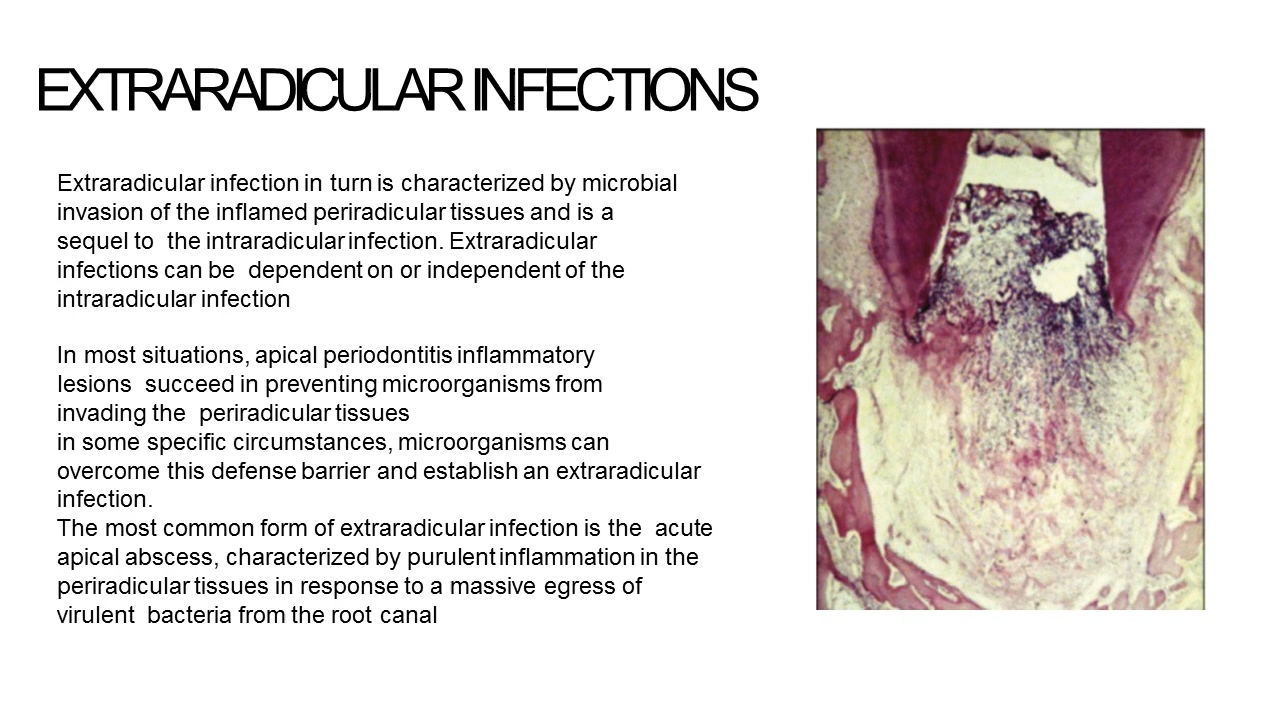 EXTRARADICULAR INFECTIONS
Extraradicular infection in turn is characterized by microbial
invasion of the inflamed periradicular tissues and is a
sequel to the intraradicular infection. Extraradicular
infections can be dependent on or independent of the
intraradicular infection
In most situations, apical periodontitis inflammatory
lesions succeed in preventing microorganisms from
invading the periradicular tissues
in some specific circumstances, microorganisms can
overcome this defense barrier and establish an extraradicular
infection.
The most common form of extraradicular infection is the acute
apical abscess, characterized by purulent inflammation in the
periradicular tissues in response to a massive egress of
virulent bacteria from the root canal